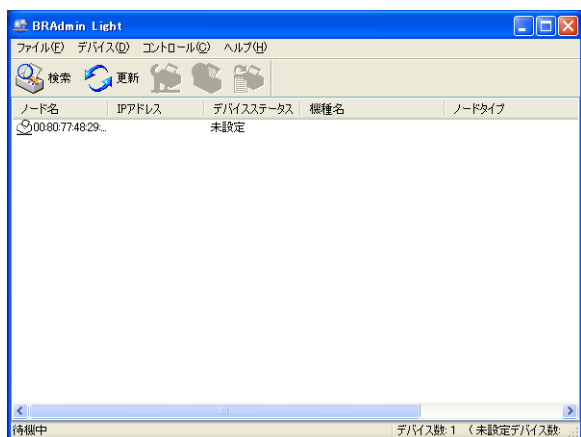 BRAdmin Light
ファイル(F) デバイス(D) コントロール(C) ヘルプ(H)
検索 更新
ノード名 IPアドレス デバイスステータス 機種名 ノードタイプ
00:80:77:48:29:... 未設定
待機中 デバイス数: 1 (未設定デバイス数: